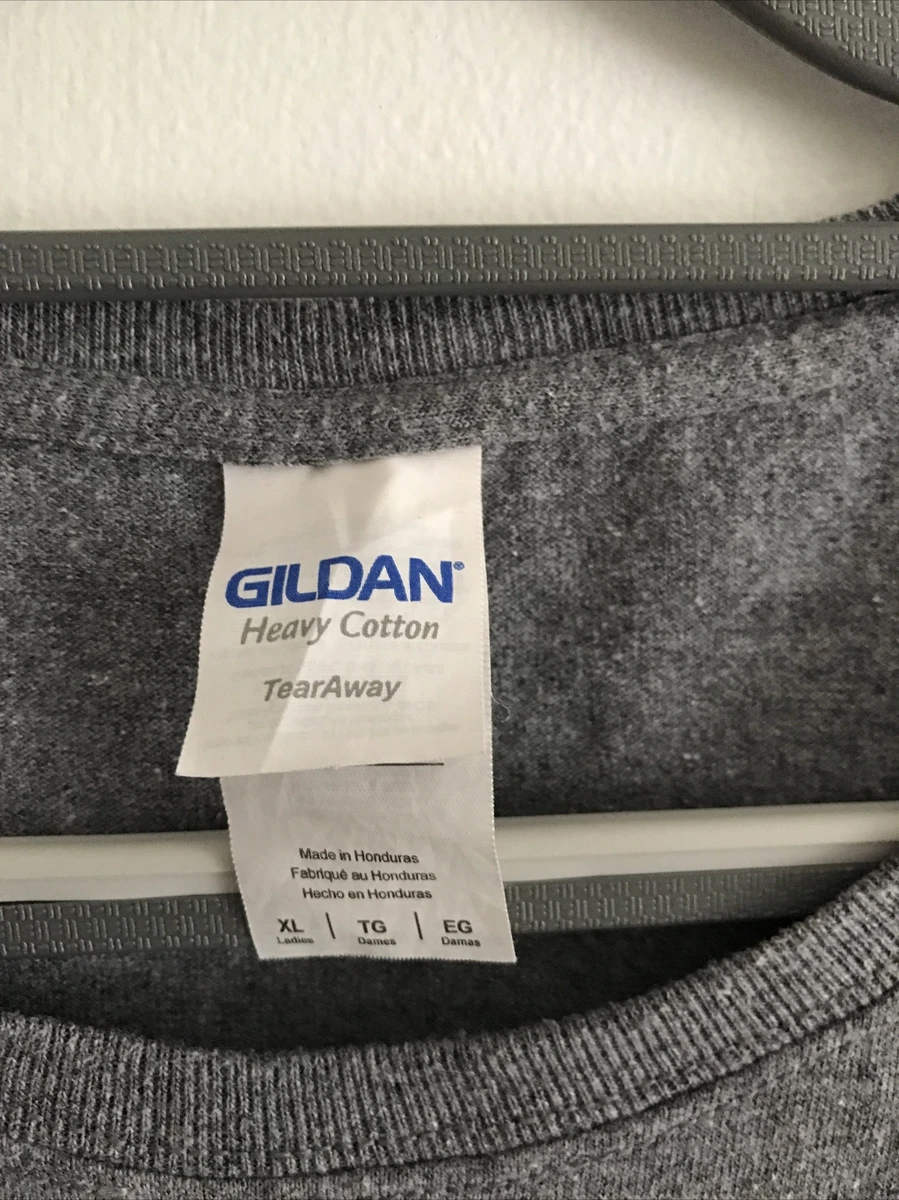 GILDAN®
Heavy Cotton
TearAway
Made in Honduras
Fabriqué au Honduras
Hecho en Honduras
XL | TG | EG
Ladies Dames Damas